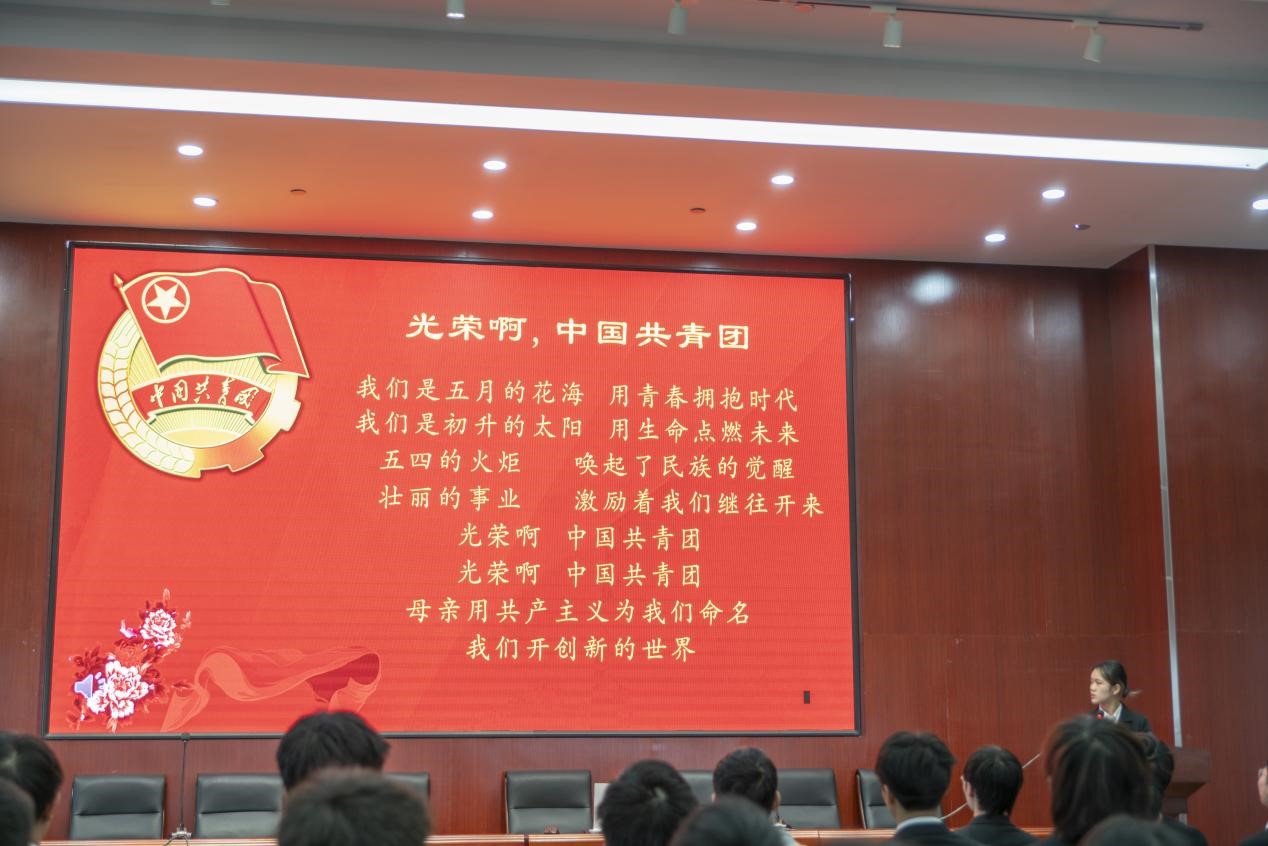 中国共青团
光荣啊,中国共青团
我们是五月的花海 用青春拥抱时代
我们是初升的太阳 用生命点燃未来
五四的火炬 唤起了民族的觉醒
壮丽的事业 激励着我们继往开来
光荣啊 中国共青团
光荣啊 中国共青团
母亲用共产主义为我们命名
我们开创新的世界